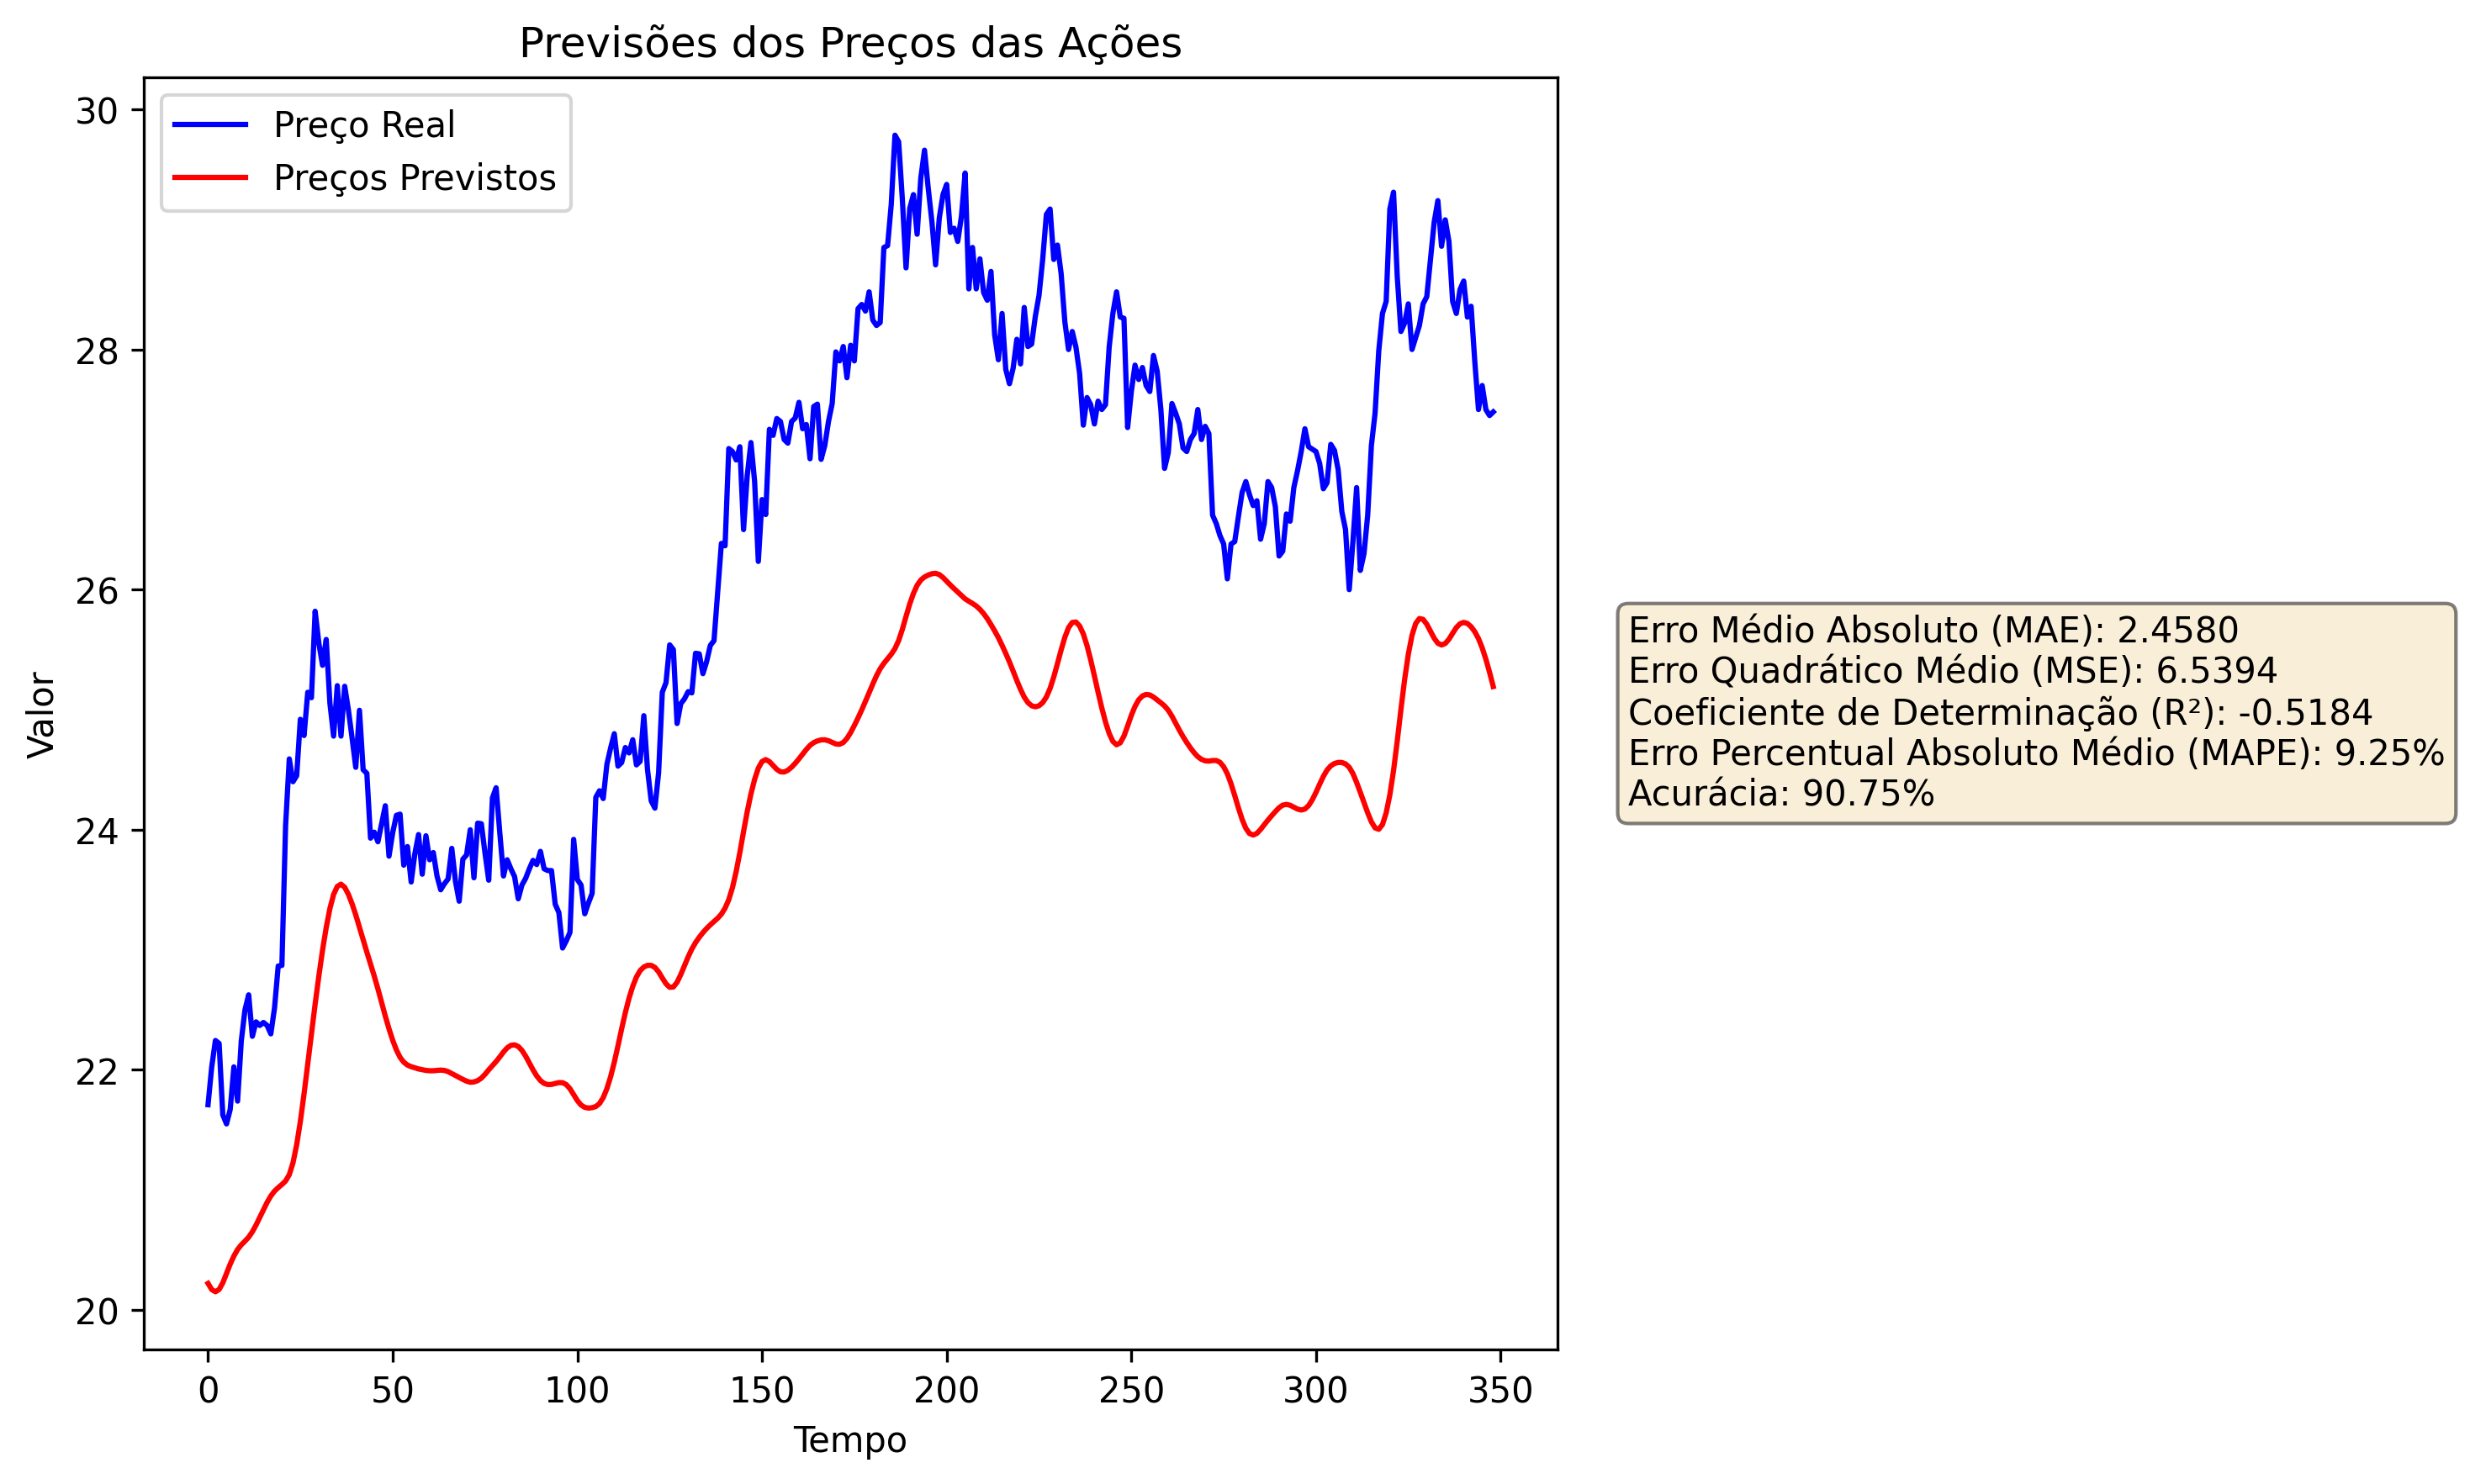 Previsões dos Preços das Ações
Preço Real
Preços Previstos
30
28
26
24
22
20
Valor
0 50 100 150 200 250 300 350
Tempo
Erro Médio Absoluto (MAE): 2.4580
Erro Quadrático Médio (MSE): 6.5394
Coeficiente de Determinação (R²): -0.5184
Erro Percentual Absoluto Médio (MAPE): 9.25%
Acurácia: 90.75%